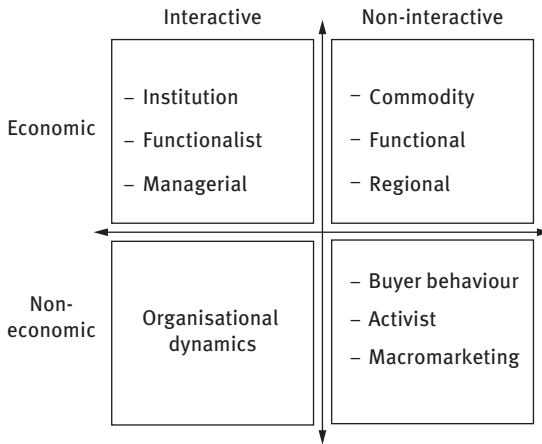 Interactive
Non-interactive
Economic
– Institution
– Functionalist
– Managerial
– Commodity
– Functional
– Regional
Non-
economic
Organisational
dynamics
– Buyer behaviour
– Activist
– Macromarketing